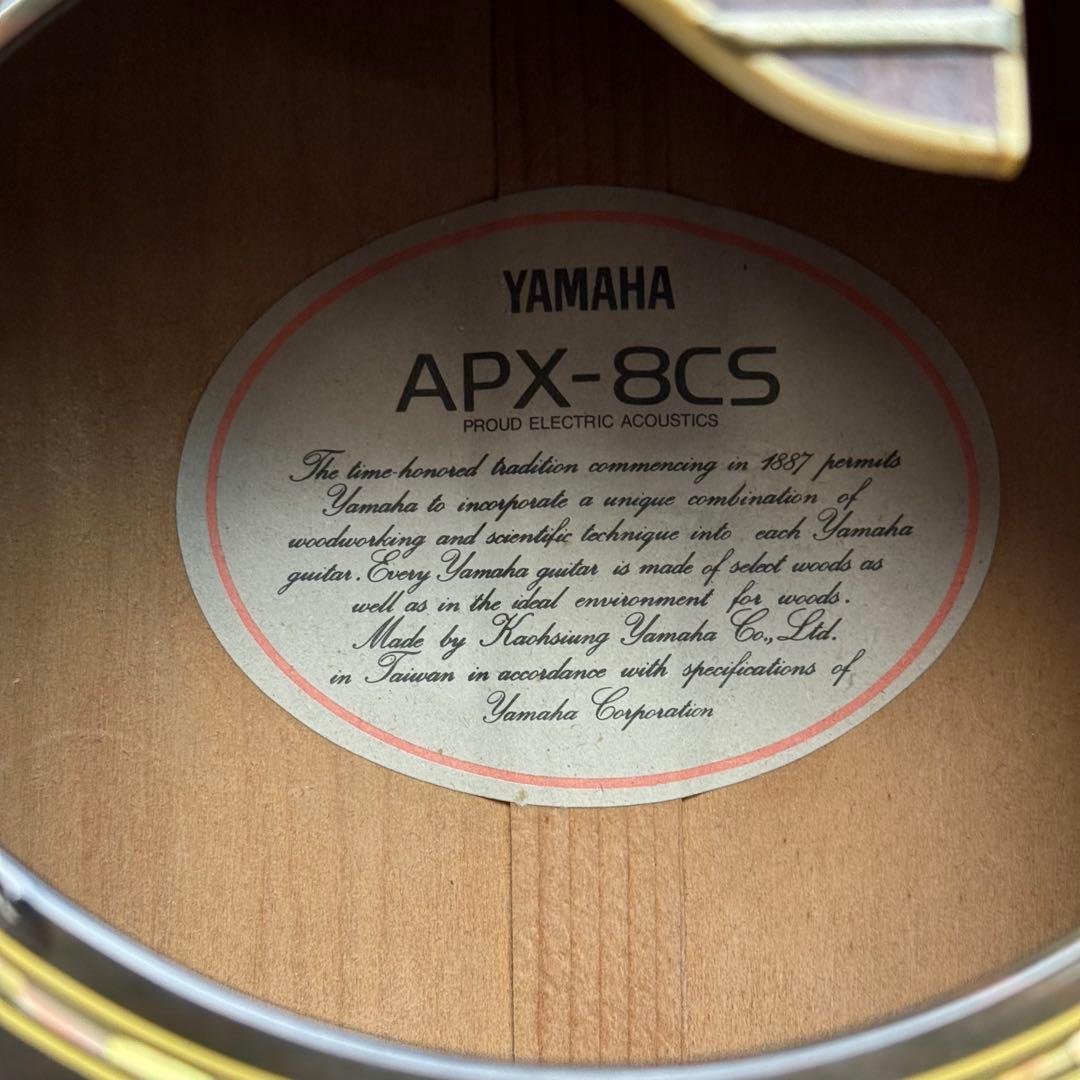 YAMAHA
APX-8CS
PROUD ELECTRIC ACOUSTICS
The time-honored tradition commencing in 1887 permits
Yamaha to incorporate a unique combination of
woodworking and scientific technique into each Yamaha
guitar. Every Yamaha guitar is made of select woods as
well as in the ideal environment for woods.
Made by Kaohsiung Yamaha Co., Ltd.
in Taiwan in accordance with specifications of
Yamaha Corporation